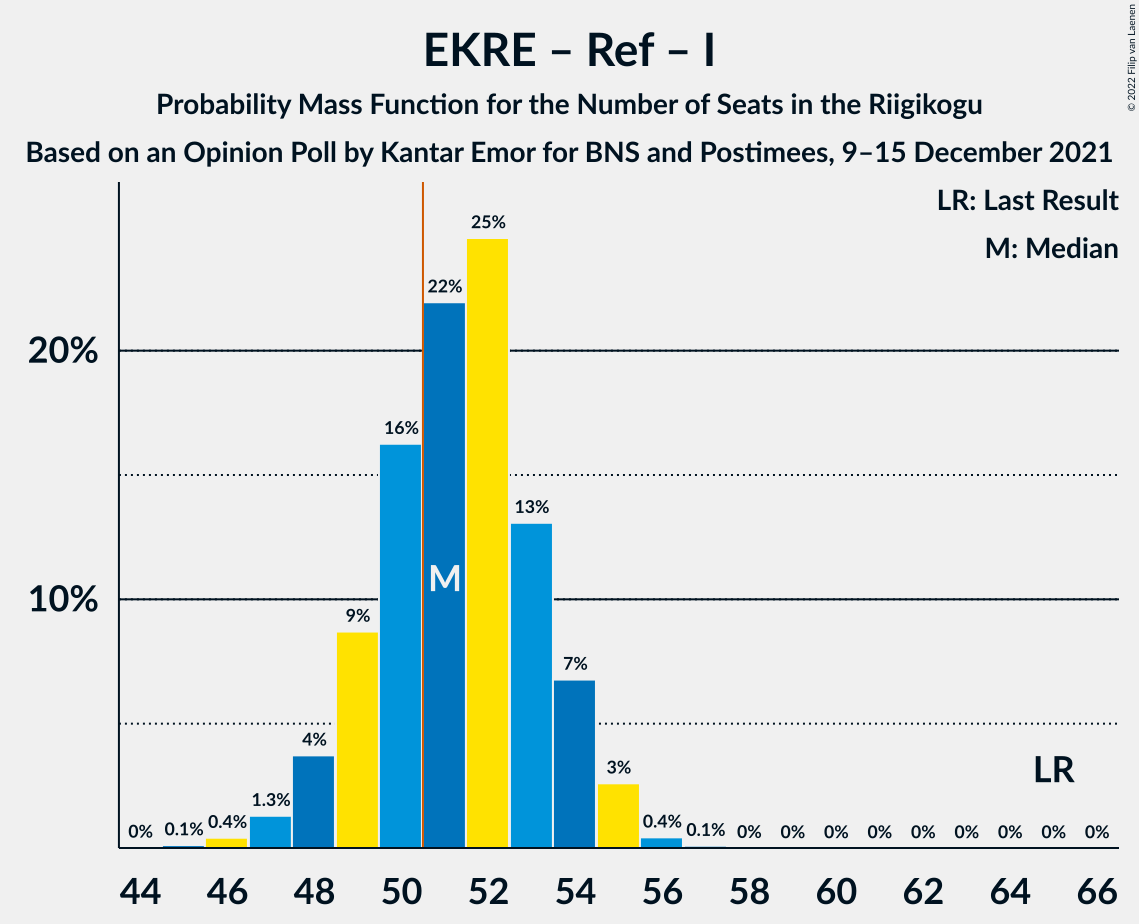 EKRE – Ref – I
Probability Mass Function for the Number of Seats in the Riigikogu
Based on an Opinion Poll by Kantar Emor for BNS and Postimees, 9–15 December 2021
© 2022 Filip van Laenen
LR: Last Result
M: Median
20%
10%
0%
0.1%
0.4%
1.3%
4%
9%
16%
22%
25%
13%
7%
3%
0.4%
0.1%
0%
0%
0%
0%
0%
0%
0%
0%
0%
M
LR
44 46 48 50 52 54 56 58 60 62 64 66